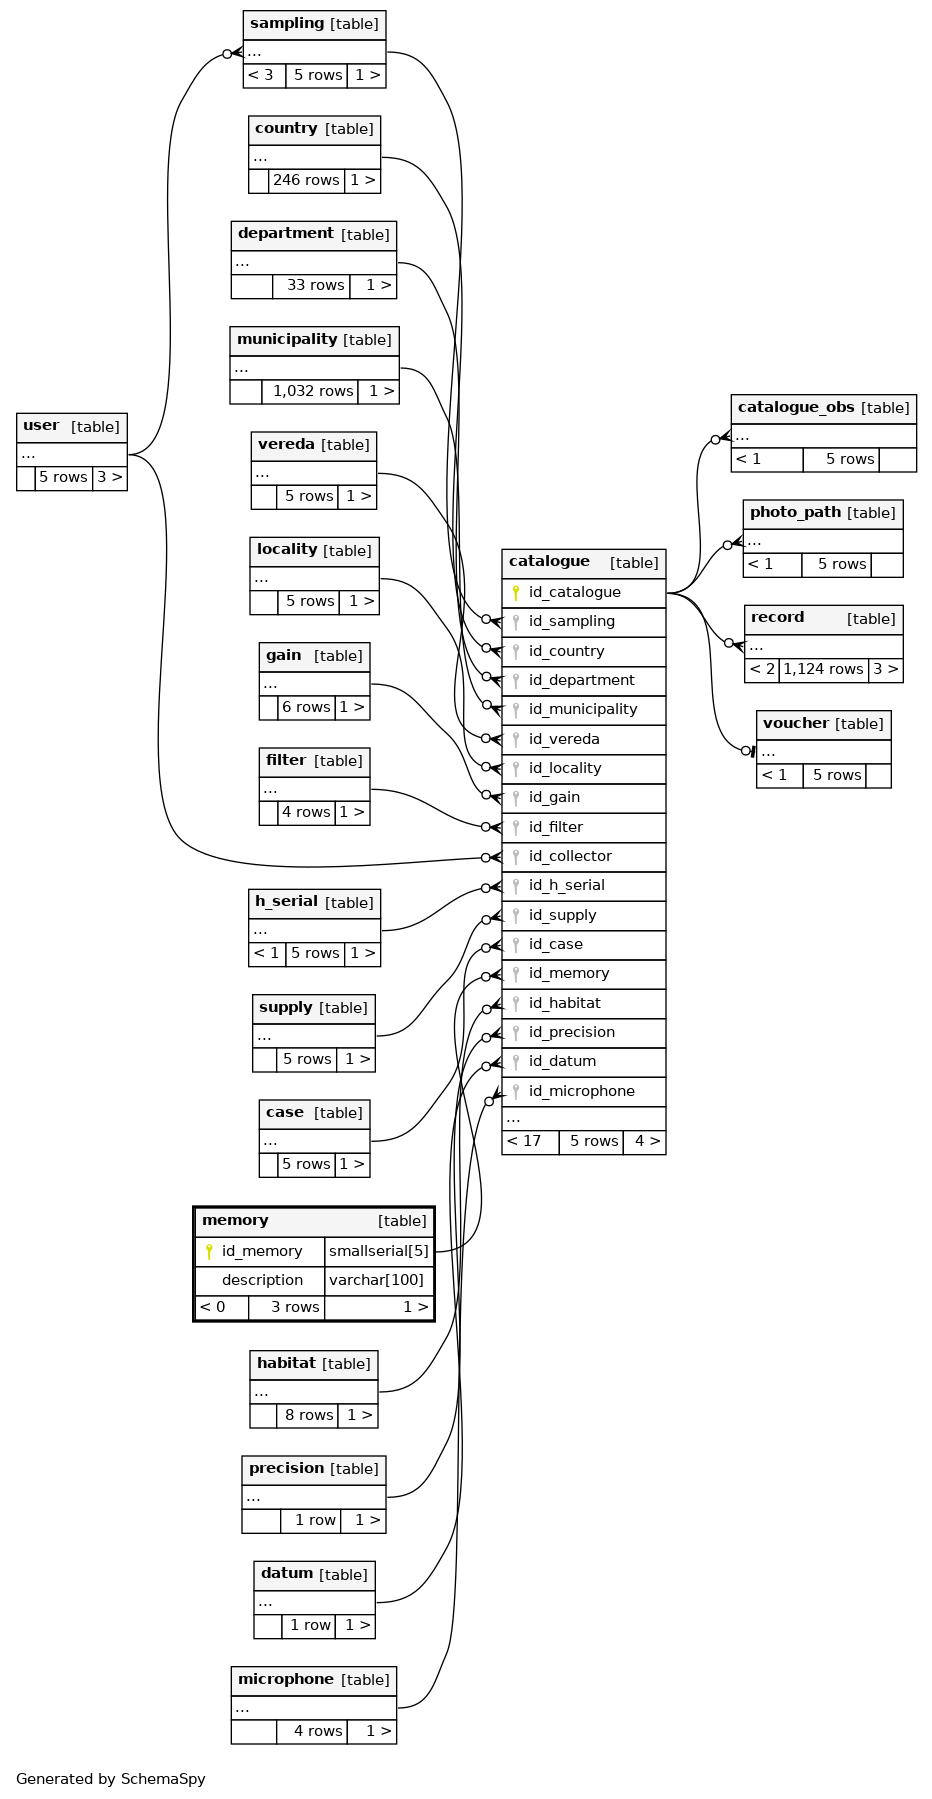 sampling [table]
...
< 3 5 rows 1 >
country [table]
...
246 rows 1 >
department [table]
...
33 rows 1 >
municipality [table]
...
1,032 rows 1 >
vereda [table]
...
5 rows 1 >
locality [table]
...
5 rows 1 >
gain [table]
...
6 rows 1 >
filter [table]
...
4 rows 1 >
user [table]
...
5 rows 3 >
h_serial [table]
...
< 1 5 rows 1 >
supply [table]
...
5 rows 1 >
case [table]
...
5 rows 1 >
memory [table]
id_memory smallserial[5]
description varchar[100]
< 0 3 rows 1 >
habitat [table]
...
8 rows 1 >
precision [table]
...
1 row 1 >
datum [table]
...
1 row 1 >
microphone [table]
...
4 rows 1 >
catalogue [table]
id_catalogue
id_sampling
id_country
id_department
id_municipality
id_vereda
id_locality
id_gain
id_filter
id_collector
id_h_serial
id_supply
id_case
id_memory
id_habitat
id_precision
id_datum
id_microphone
...
< 17 5 rows 4 >
catalogue_obs [table]
...
< 1 5 rows
photo_path [table]
...
< 1 5 rows
record [table]
...
< 2 1,124 rows 3 >
voucher [table]
...
< 1 5 rows
Generated by SchemaSpy